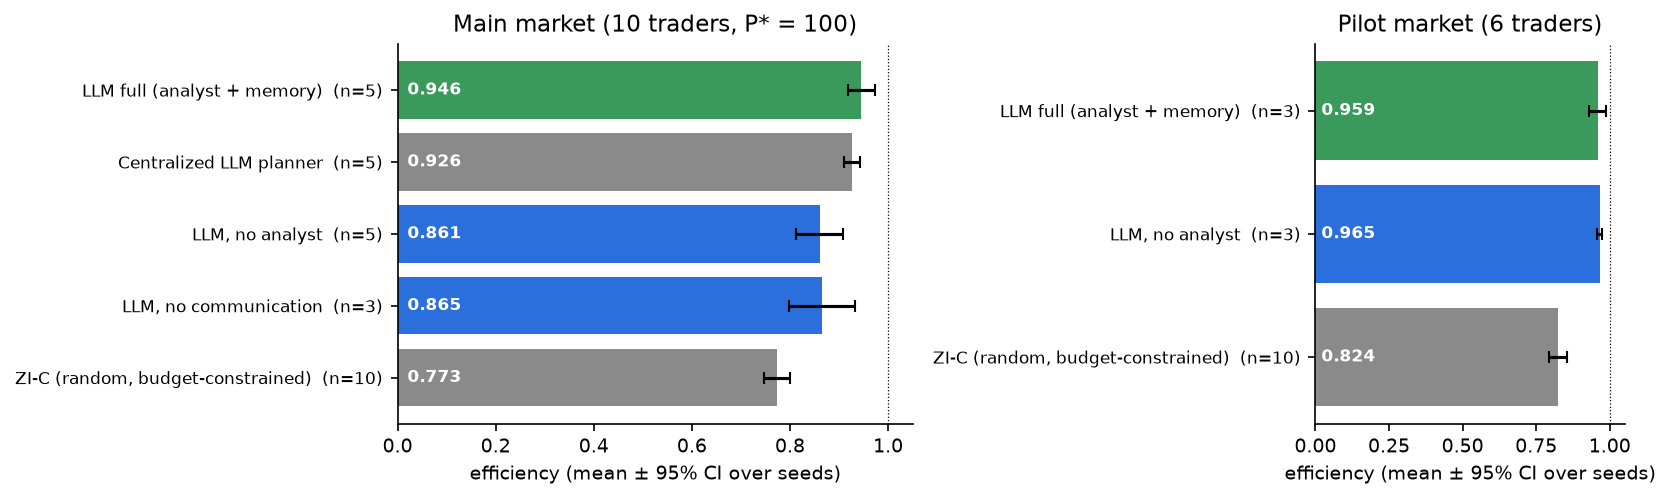 Main market (10 traders, P* = 100)
LLM full (analyst + memory) (n=5)
0.946
Centralized LLM planner (n=5)
0.926
LLM, no analyst (n=5)
0.861
LLM, no communication (n=3)
0.865
ZI-C (random, budget-constrained) (n=10)
0.773
0.0 0.2 0.4 0.6 0.8 1.0
efficiency (mean ± 95% CI over seeds)
Pilot market (6 traders)
LLM full (analyst + memory) (n=3)
0.959
LLM, no analyst (n=3)
0.965
ZI-C (random, budget-constrained) (n=10)
0.824
0.00 0.25 0.50 0.75 1.00
efficiency (mean ± 95% CI over seeds)